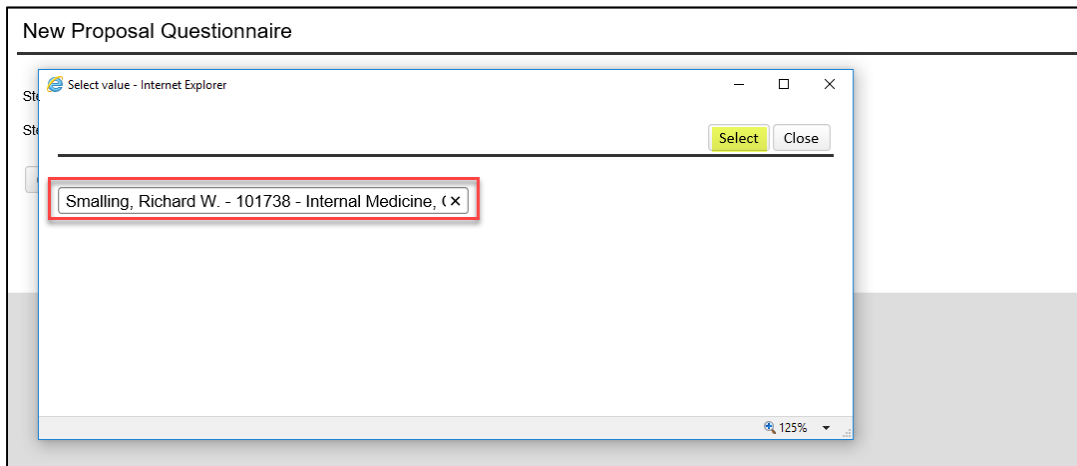 New Proposal Questionnaire
Select value - Internet Explorer
Select Close
Smalling, Richard W. - 101738 - Internal Medicine, (
125%